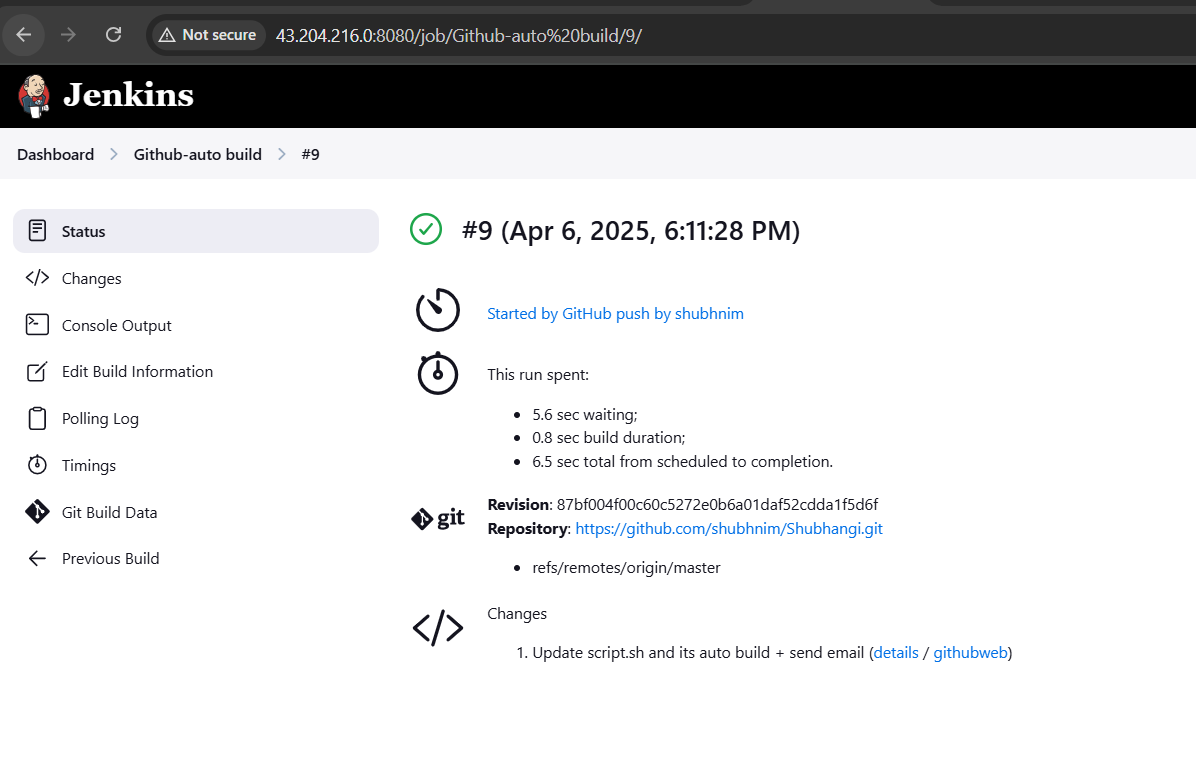 Not secure 43.204.216.0:8080/job/Github-auto%20build/9/
Jenkins
Dashboard > Github-auto build > #9
Status
Changes
Console Output
Edit Build Information
Polling Log
Timings
Git Build Data
Previous Build
#9 (Apr 6, 2025, 6:11:28 PM)
Started by GitHub push by shubhnim
This run spent:
• 5.6 sec waiting;
• 0.8 sec build duration;
• 6.5 sec total from scheduled to completion.
git
Revision: 87bf004f00c60c5272e0b6a01daf52cdda1f5d6f
Repository: https://github.com/shubhnim/Shubhangi.git
• refs/remotes/origin/master
Changes
1. Update script.sh and its auto build + send email (details / githubweb)